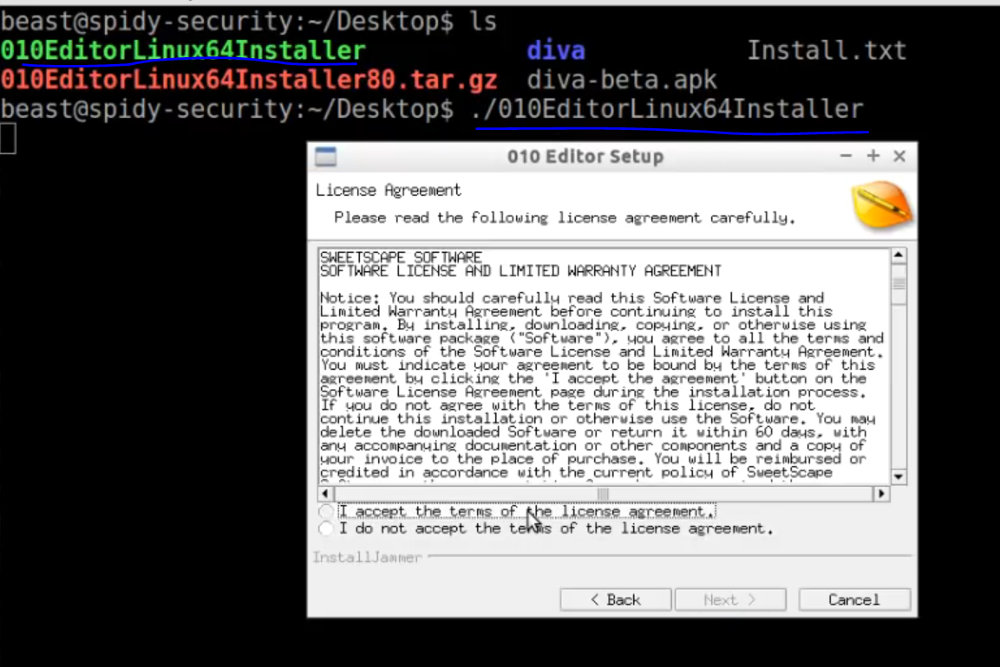 beast@spidy-security:~/Desktop$ ls
010EditorLinux64Installer diva Install.txt
010EditorLinux64Installer80.tar.gz diva-beta.apk
beast@spidy-security:~/Desktop$ ./010EditorLinux64Installer
010 Editor Setup
License Agreement
Please read the following license agreement carefully.
SWEETSCAPE SOFTWARE
SOFTWARE LICENSE AND LIMITED WARRANTY AGREEMENT
Notice: You should carefully read this Software License and
Limited Warranty Agreement before continuing to install this
program. By installing, downloading, copying, or otherwise using
this software package ("Software"), you agree to all the terms and
conditions of the Software License and Limited Warranty Agreement.
You must indicate your agreement to be bound by the terms of this
agreement by clicking the 'I accept the agreement' button on the
Software License Agreement page during the installation process.
If you do not agree with the terms of this license, do not
continue this installation or otherwise use the Software. You may
delete the downloaded Software or return it within 60 days, with
any accompanying documentation or other components and a copy of
your invoice to the place of purchase. You will be reimbursed or
credited in accordance with the current policy of SweetScape
I accept the terms of the license agreement.
I do not accept the terms of the license agreement.
InstallJammer
< Back Next > Cancel